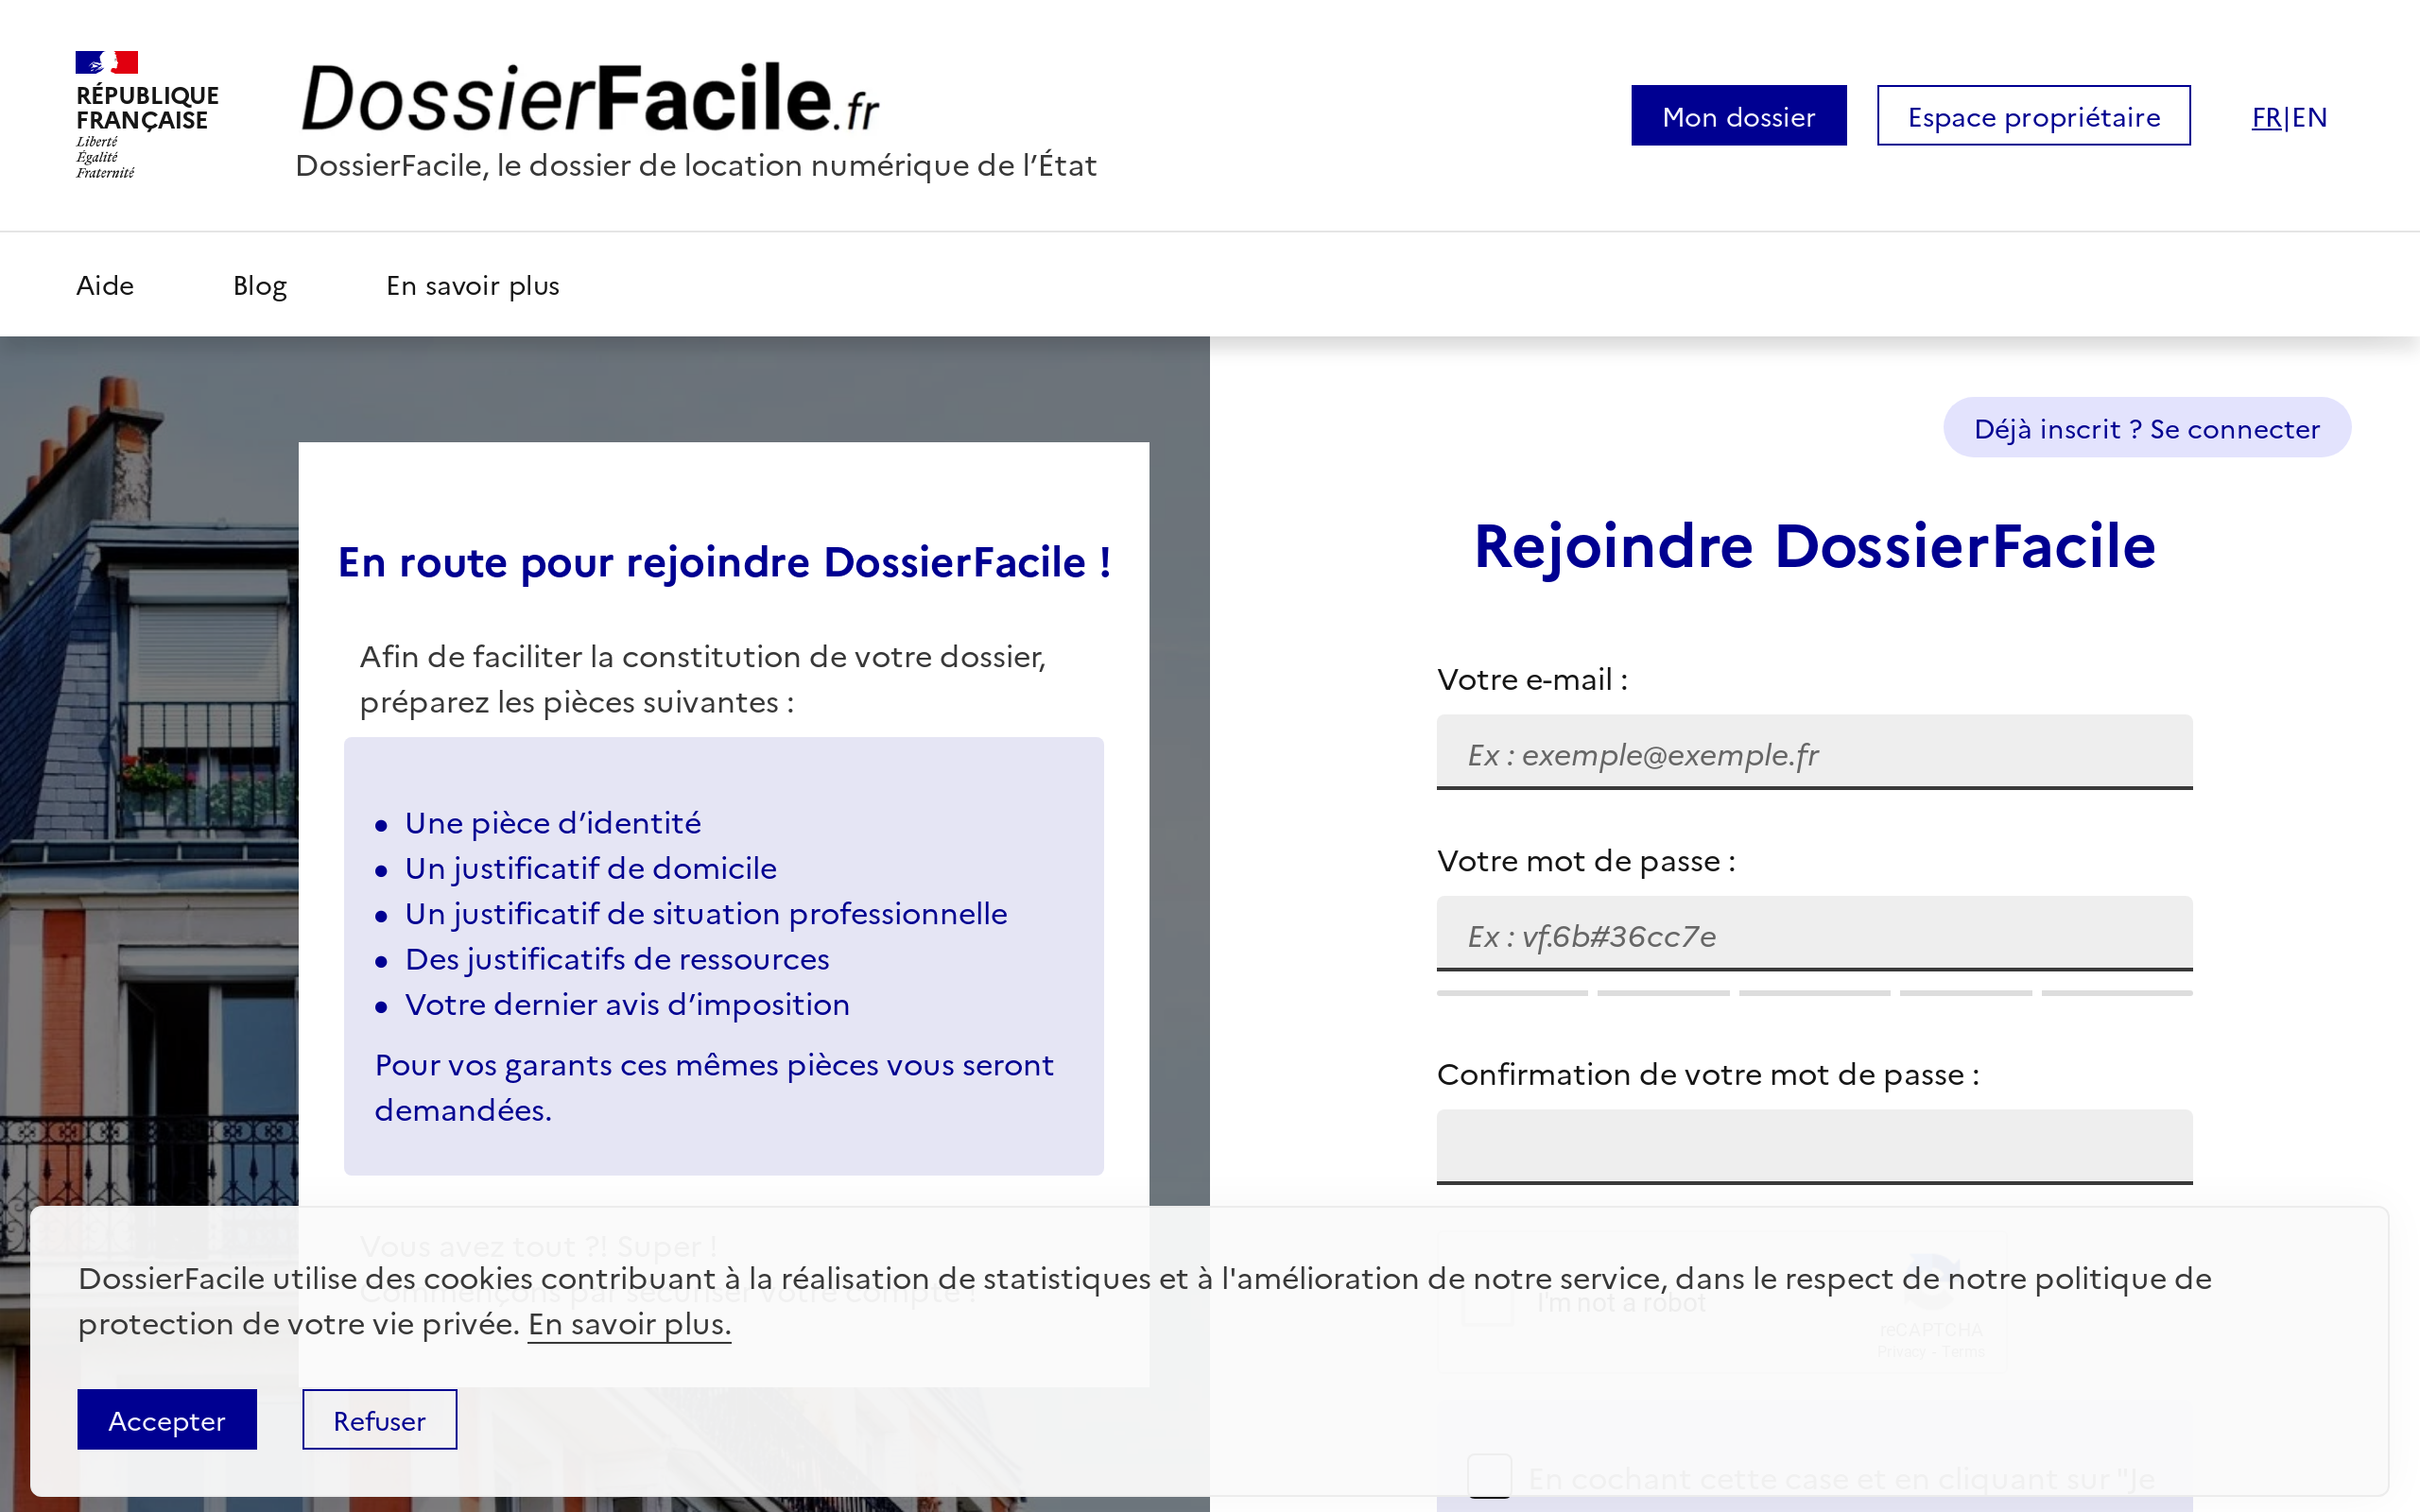 RÉPUBLIQUE
FRANÇAISE
Liberté
Égalité
Fraternité
DossierFacile.fr
DossierFacile, le dossier de location numérique de l’État
Mon dossier
Espace propriétaire
FR|EN
Aide
Blog
En savoir plus
En route pour rejoindre DossierFacile !
Afin de faciliter la constitution de votre dossier,
préparez les pièces suivantes :
• Une pièce d’identité
• Un justificatif de domicile
• Un justificatif de situation professionnelle
• Des justificatifs de ressources
• Votre dernier avis d’imposition
Pour vos garants ces mêmes pièces vous seront
demandées.
Vous avez tout ?! Super !
Commençons par sécuriser votre compte !
Déjà inscrit ? Se connecter
Rejoindre DossierFacile
Votre e-mail :
Ex : exemple@exemple.fr
Votre mot de passe :
Ex : vf.6b#36cc7e
Confirmation de votre mot de passe :
I'm not a robot
reCAPTCHA
Privacy - Terms
En cochant cette case et en cliquant sur "Je
DossierFacile utilise des cookies contribuant à la réalisation de statistiques et à l'amélioration de notre service, dans le respect de notre politique de
protection de votre vie privée. En savoir plus.
Accepter
Refuser